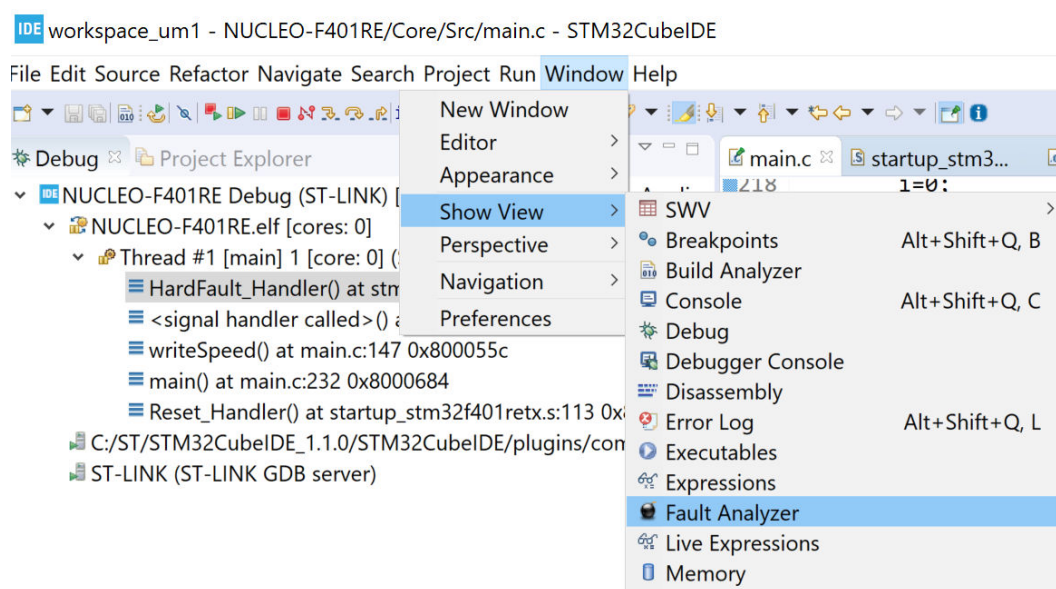 IDE workspace_um1 - NUCLEO-F401RE/Core/Src/main.c - STM32CubeIDE
File Edit Source Refactor Navigate Search Project Run Window Help
New Window
Editor
Appearance
Show View
Perspective
Navigation
Preferences
Debug Project Explorer
main.c startup_stm3...
218 i=0;
IDE NUCLEO-F401RE Debug (ST-LINK) [
NUCLEO-F401RE.elf [cores: 0]
Thread #1 [main] 1 [core: 0] (
HardFault_Handler() at stm
<signal handler called>()
writeSpeed() at main.c:147 0x800055c
main() at main.c:232 0x8000684
Reset_Handler() at startup_stm32f401retx.s:113
C:/ST/STM32CubeIDE_1.1.0/STM32CubeIDE/plugins/com
ST-LINK (ST-LINK GDB server)
SWV
Breakpoints Alt+Shift+Q, B
Build Analyzer
Console Alt+Shift+Q, C
Debug
Debugger Console
Disassembly
Error Log Alt+Shift+Q, L
Executables
Expressions
Fault Analyzer
Live Expressions
Memory